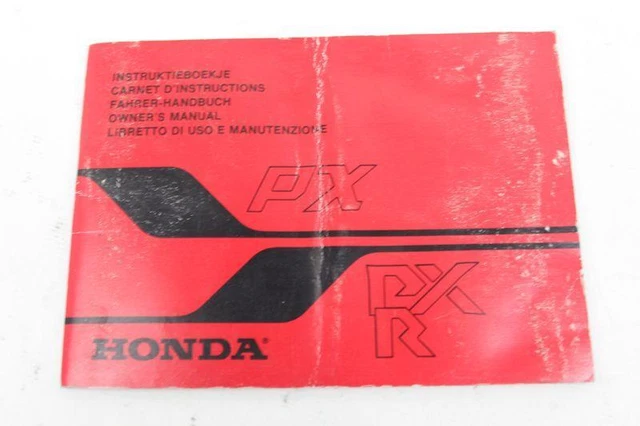 INSTRUKTIEBOEKJE
CARNET D'INSTRUCTIONS
FAHRER-HANDBUCH
OWNER'S MANUAL
LIBRETTO DI USO E MANUTENZIONE
PX
PXR
HONDA